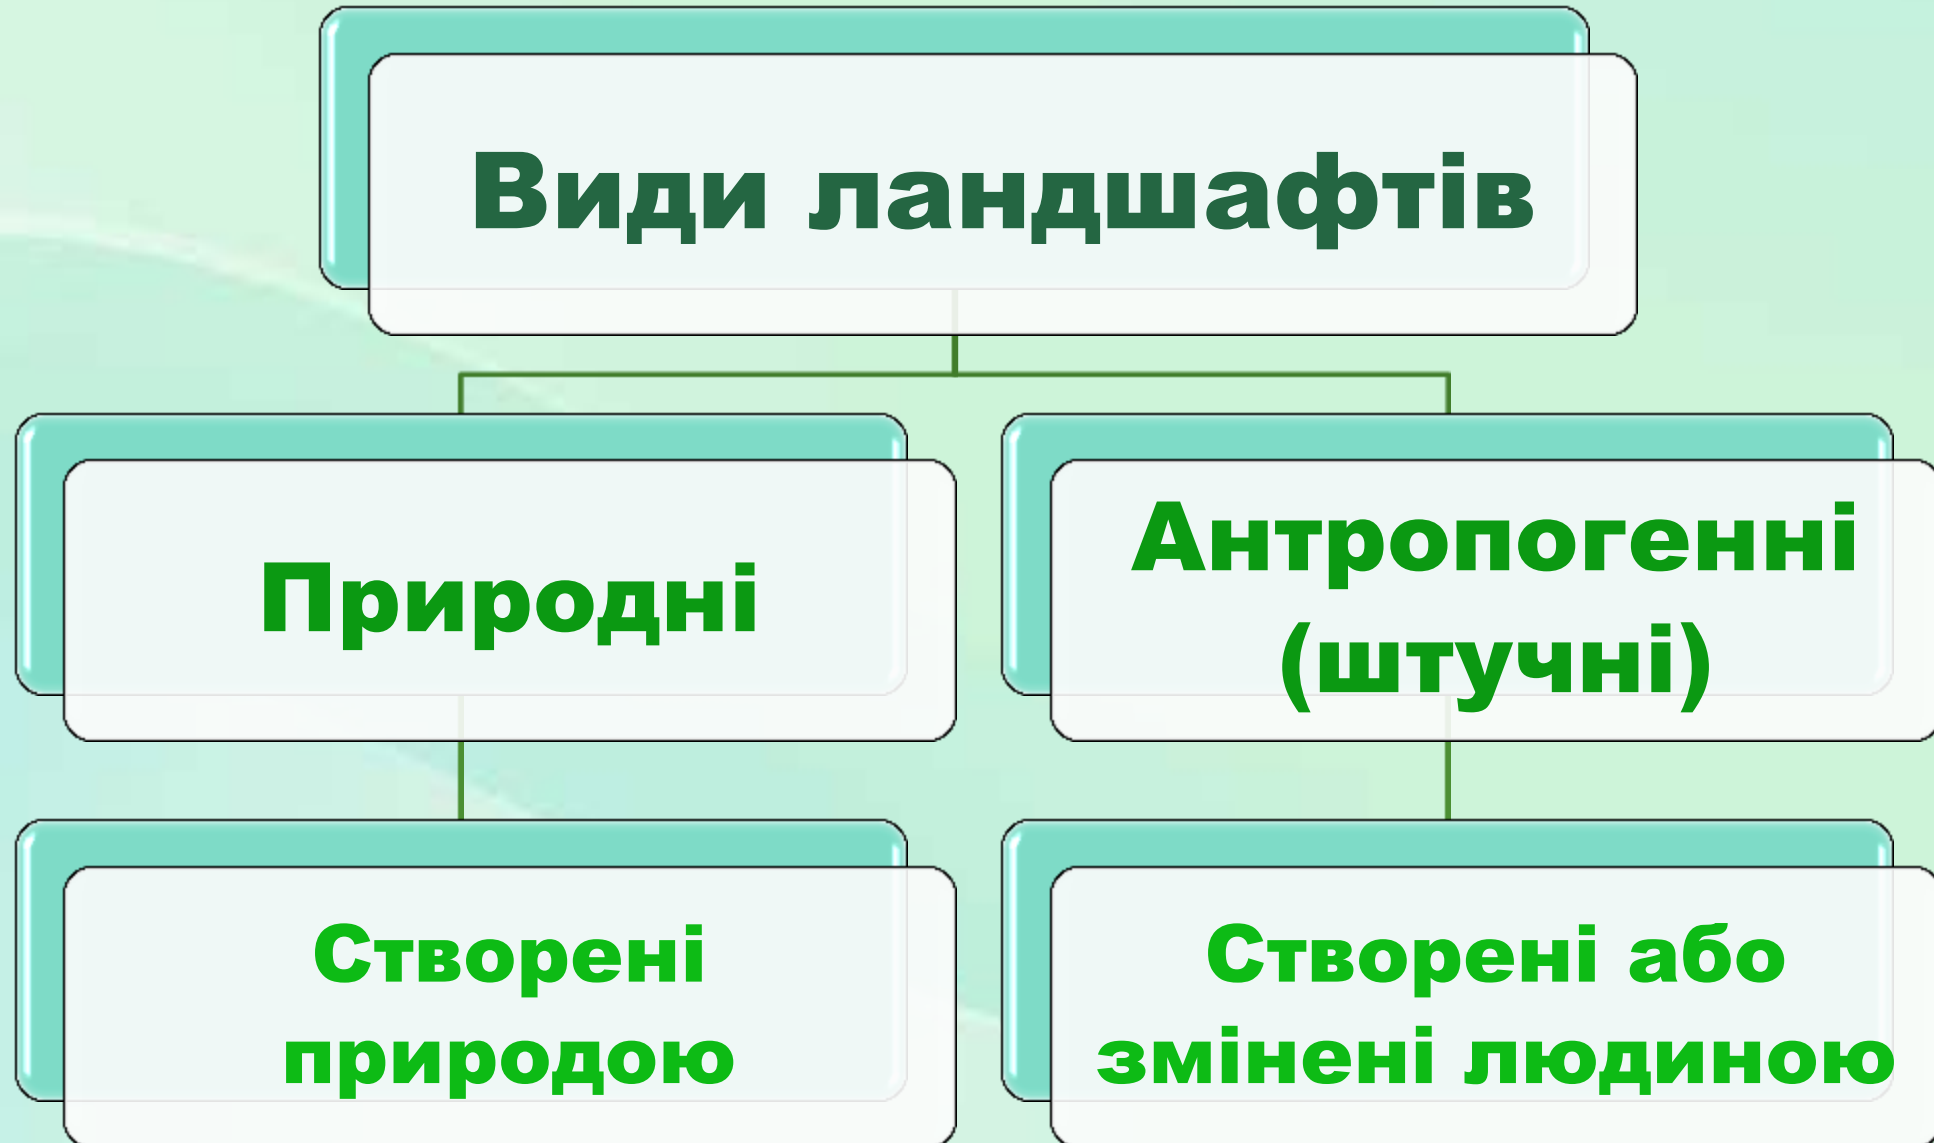 Види ландшафтів
Природні
Антропогенні
(штучні)
Створені
природою
Створені або
змінені людиною